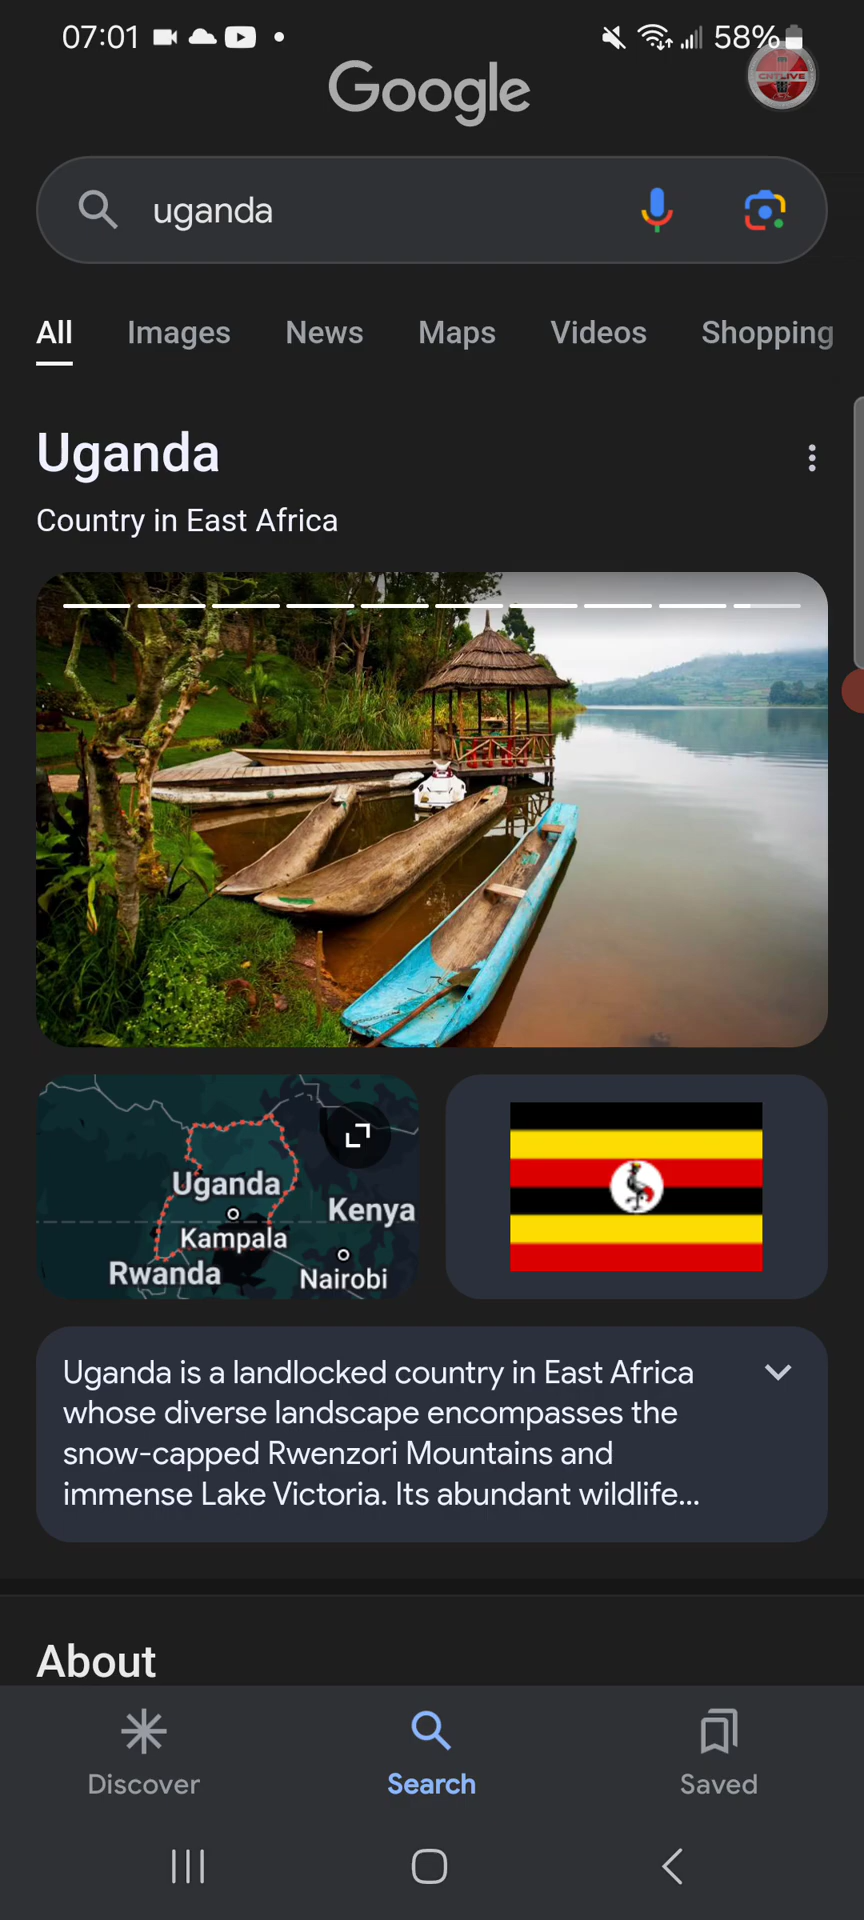 07:01
58%
Google
CNTLIVE
uganda
All Images News Maps Videos Shopping
Uganda
Country in East Africa
Uganda
Kenya
Kampala
Rwanda
Nairobi
Uganda is a landlocked country in East Africa
whose diverse landscape encompasses the
snow-capped Rwenzori Mountains and
immense Lake Victoria. Its abundant wildlife...
About
Discover Search Saved